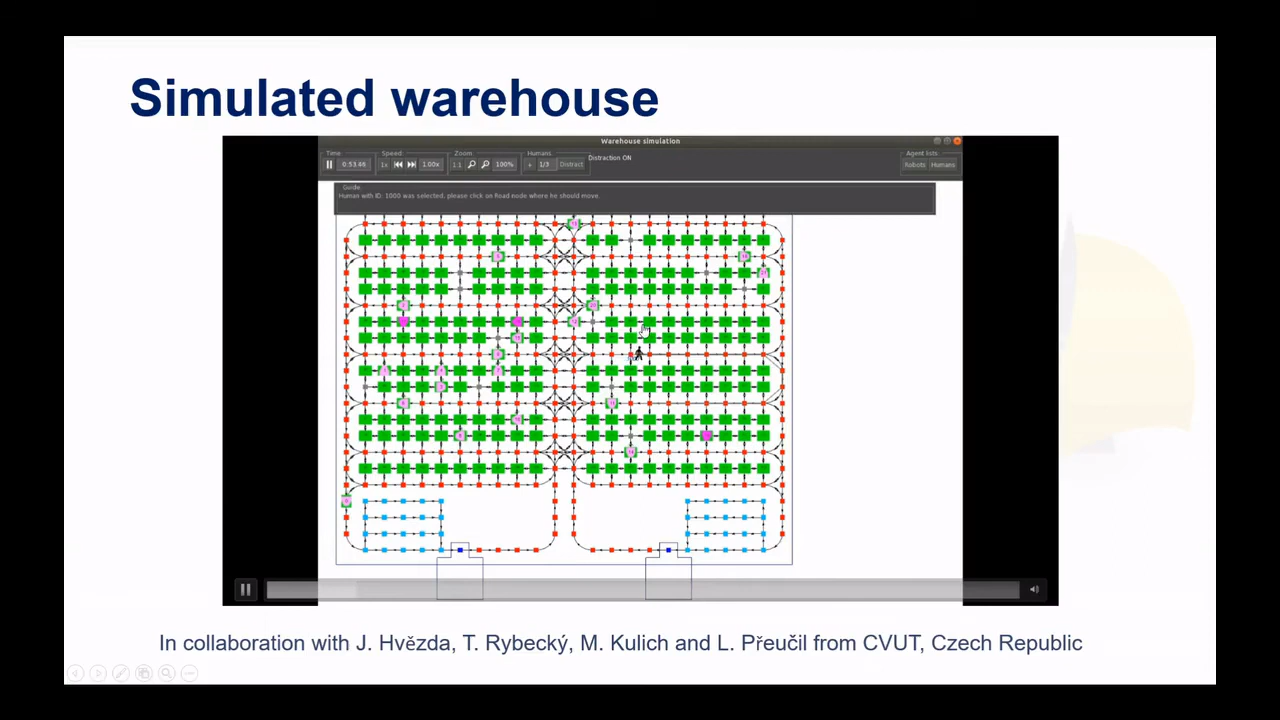 Simulated warehouse
Warehouse simulation
Time: Speed: Zoom: Humans: Agent lists:
0:53:46 1x 1.00x 1:1 100% + 1/3 Distract Distraction ON Robots Humans
Guide
Human with ID: 1000 was selected, please click on Road node where he should move.
In collaboration with J. Hvězda, T. Rybecký, M. Kulich and L. Přeučil from CVUT, Czech Republic